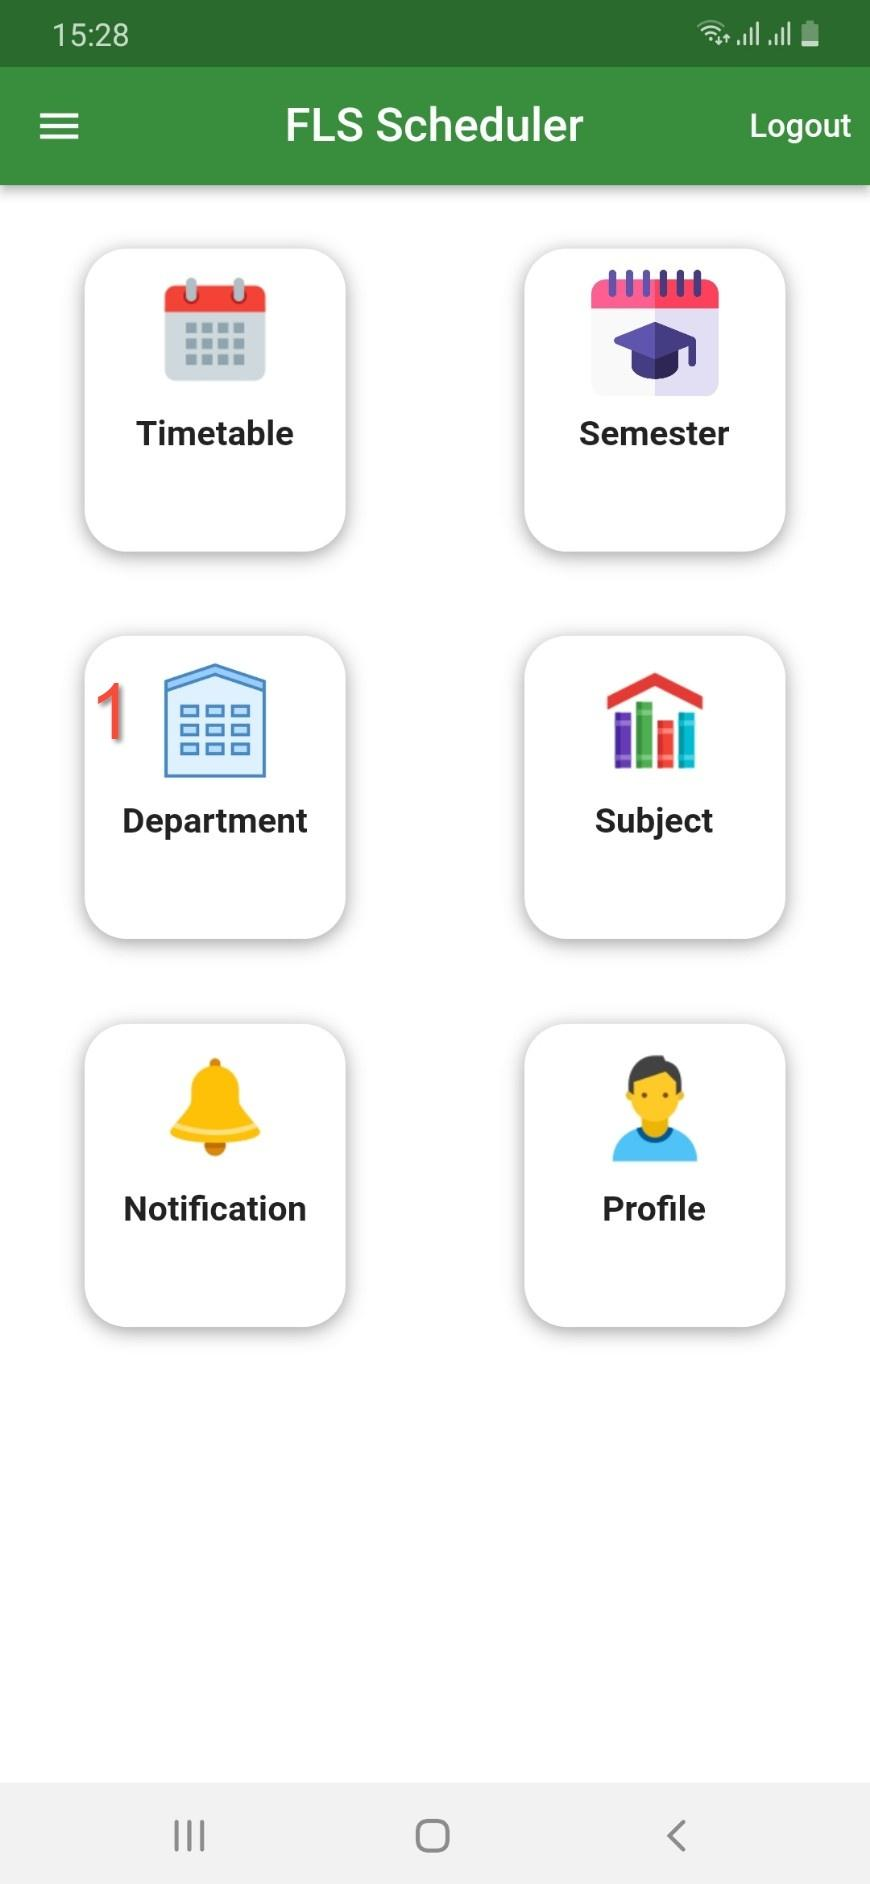 15:28
FLS Scheduler Logout
Timetable Semester
1
Department Subject
Notification Profile